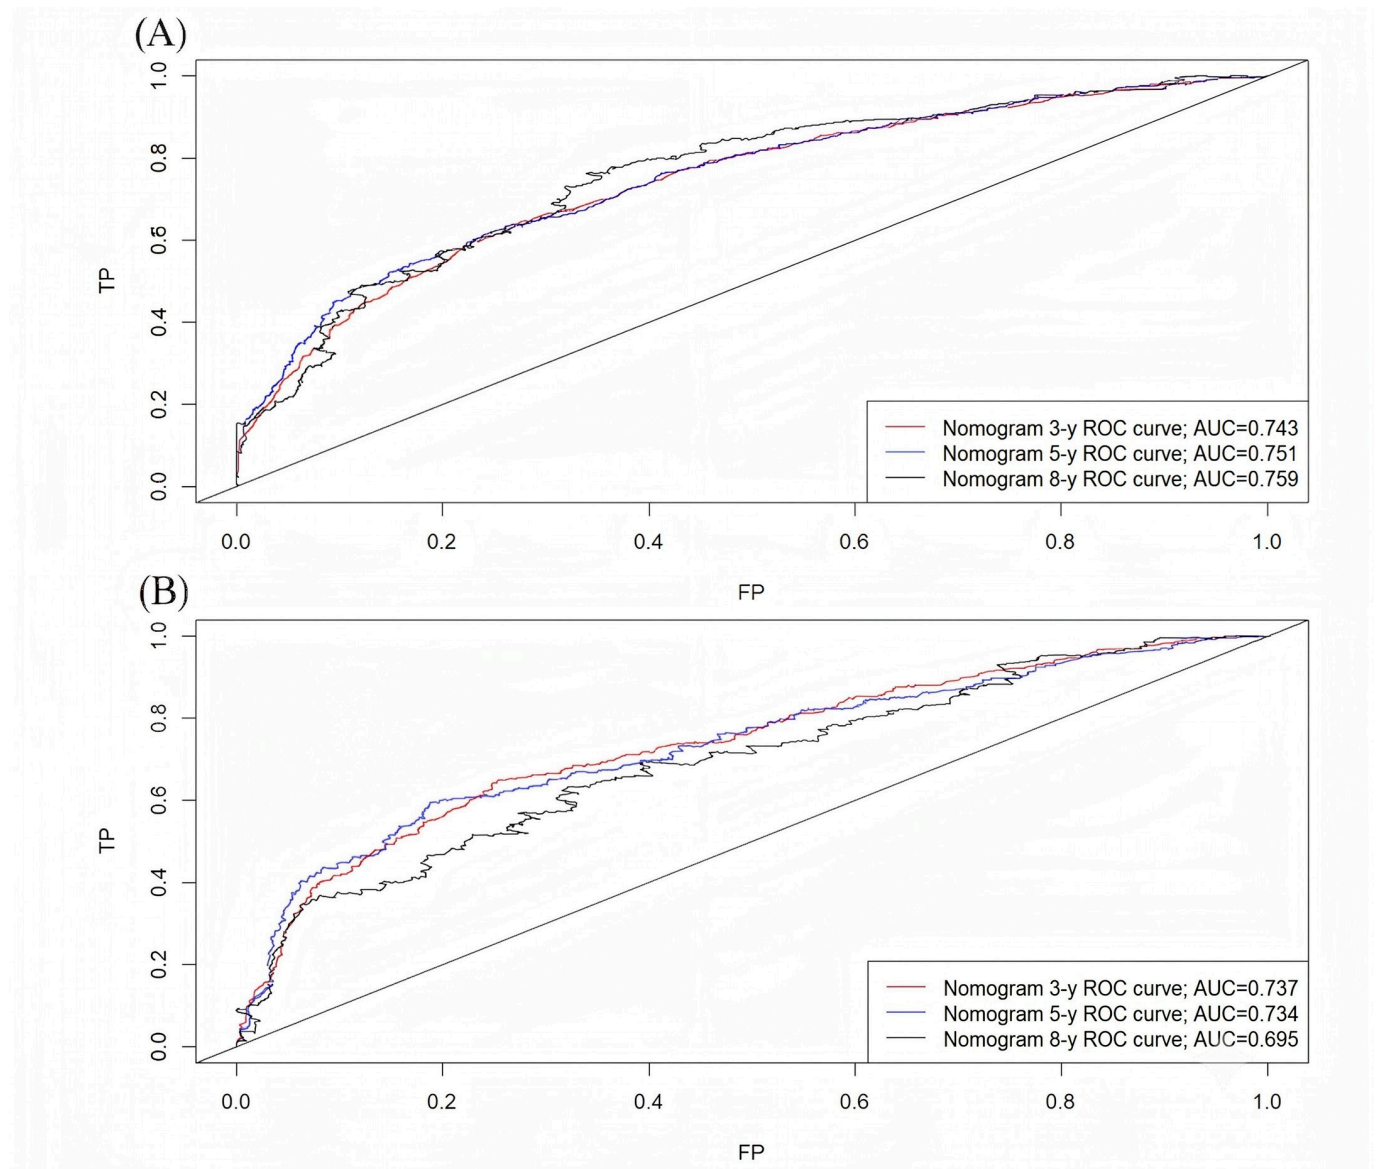 (A)
1.0
0.8
0.6
0.4
0.2
0.0
TP
Nomogram 3-y ROC curve; AUC=0.743
Nomogram 5-y ROC curve; AUC=0.751
Nomogram 8-y ROC curve; AUC=0.759
0.0 0.2 0.4 0.6 0.8 1.0
FP
(B)
1.0
0.8
0.6
0.4
0.2
0.0
TP
Nomogram 3-y ROC curve; AUC=0.737
Nomogram 5-y ROC curve; AUC=0.734
Nomogram 8-y ROC curve; AUC=0.695
0.0 0.2 0.4 0.6 0.8 1.0
FP